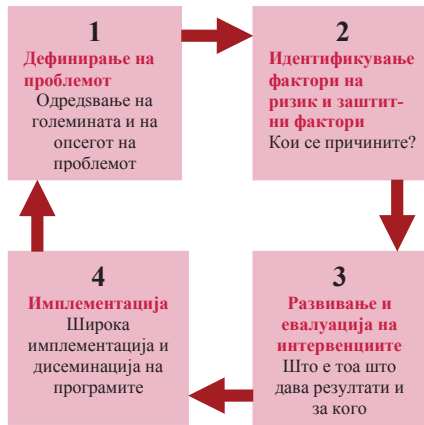 1
Дефинирање на
проблемот
Одредѕвање на
големината и на
опсегот на
проблемот
2
Идентификување
фактори на
ризик и заштит-
ни фактори
Кои се причините?
3
Развивање и
евалуација на
интервенциите
Што е тоа што
дава резултати и
за кого
4
Имплементација
Широка
имплементација и
дисеминација на
програмите